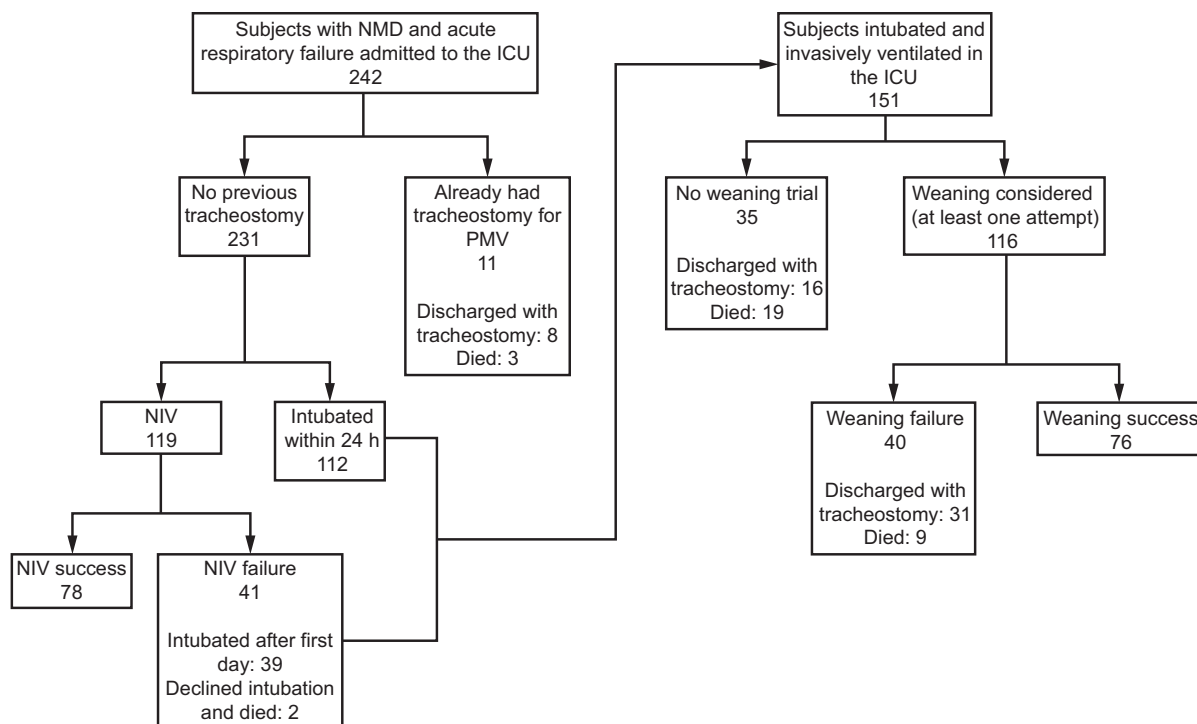 Subjects with NMD and acute
respiratory failure admitted to the ICU
242
No previous
tracheostomy
231
Already had
tracheostomy for
PMV
11
Discharged with
tracheostomy: 8
Died: 3
NIV
119
Intubated
within 24 h
112
NIV success
78
NIV failure
41
Intubated after first
day: 39
Declined intubation
and died: 2
Subjects intubated and
invasively ventilated in
the ICU
151
No weaning trial
35
Discharged with
tracheostomy: 16
Died: 19
Weaning considered
(at least one attempt)
116
Weaning failure
40
Discharged with
tracheostomy: 31
Died: 9
Weaning success
76